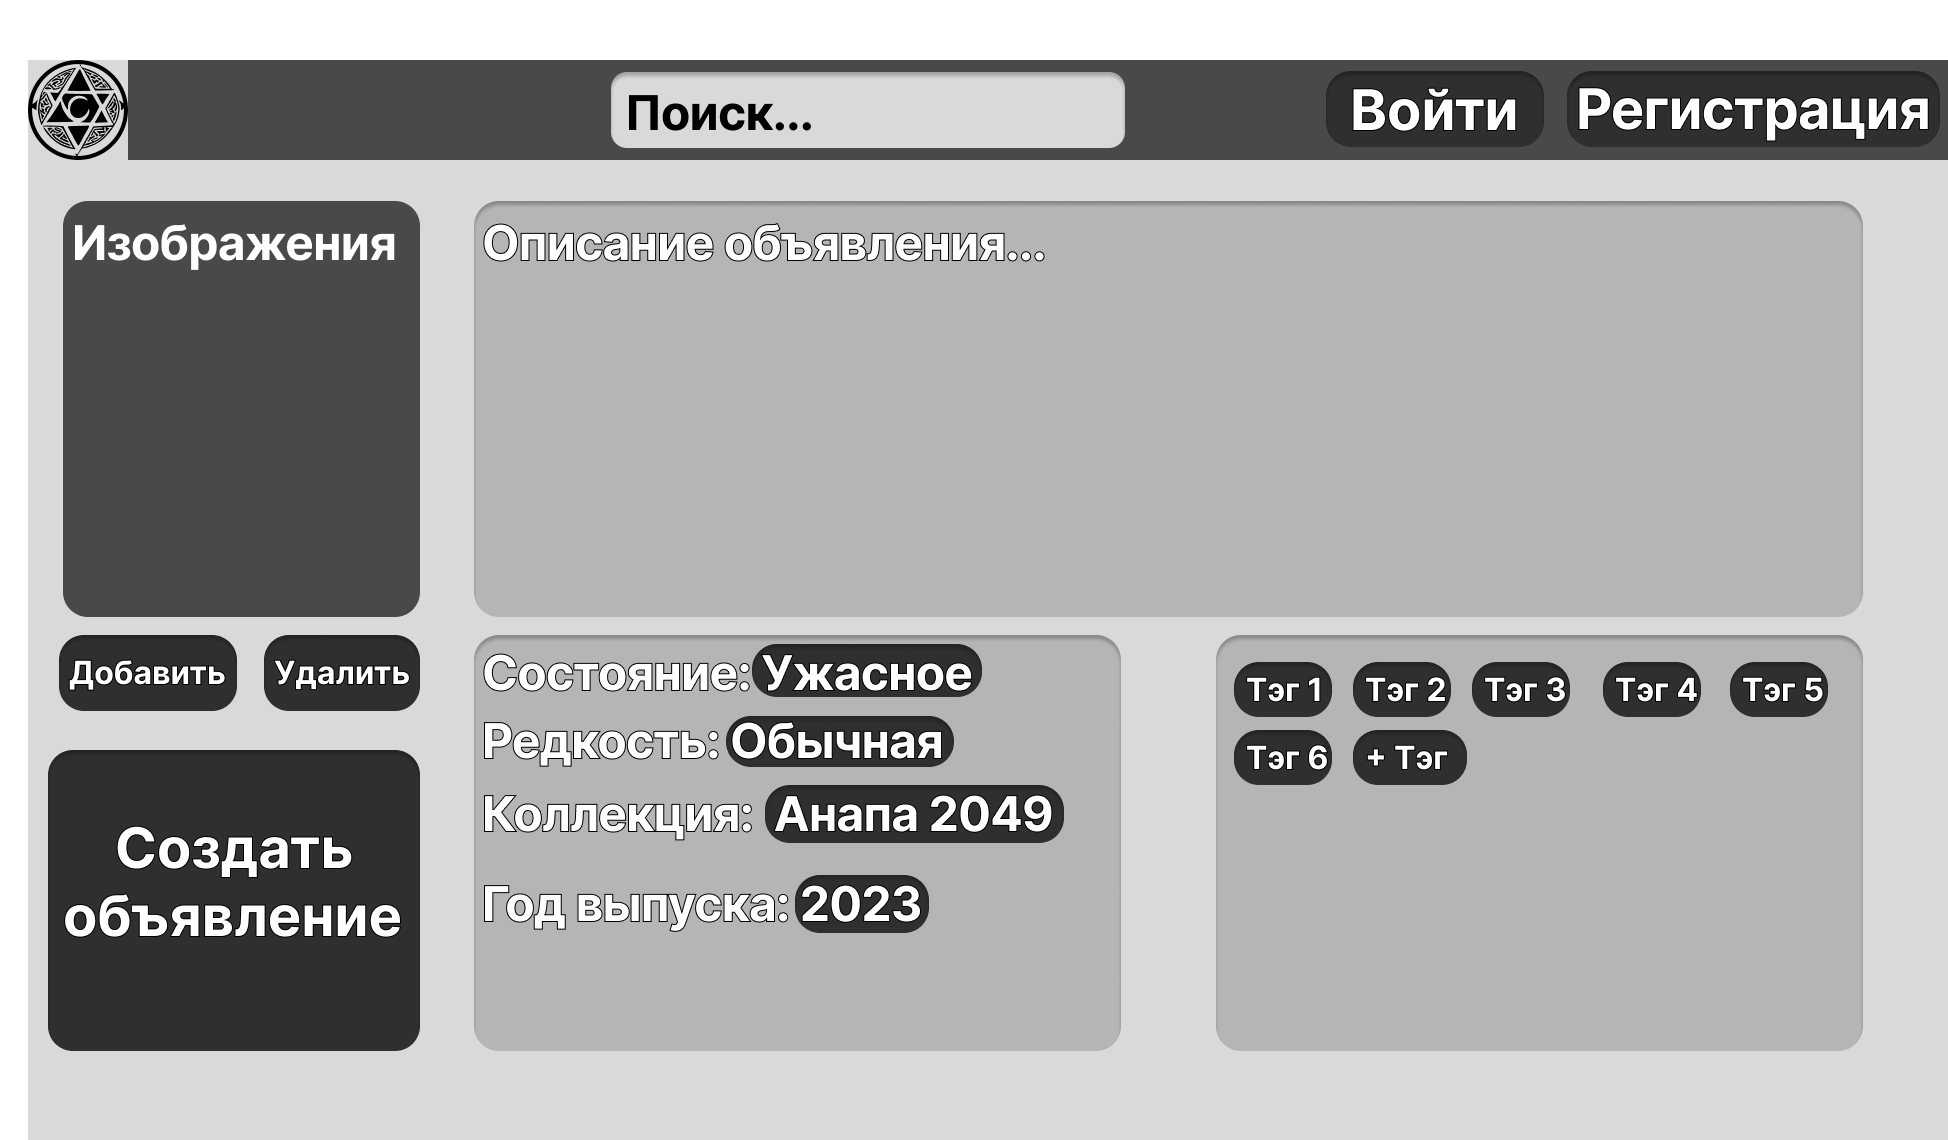 Поиск...
Войти
Регистрация
Изображения
Описание объявления...
Добавить
Удалить
Создать
объявление
Состояние: Ужасное
Редкость: Обычная
Коллекция: Анапа 2049
Год выпуска: 2023
Тэг 1 Тэг 2 Тэг 3 Тэг 4 Тэг 5
Тэг 6 + Тэг